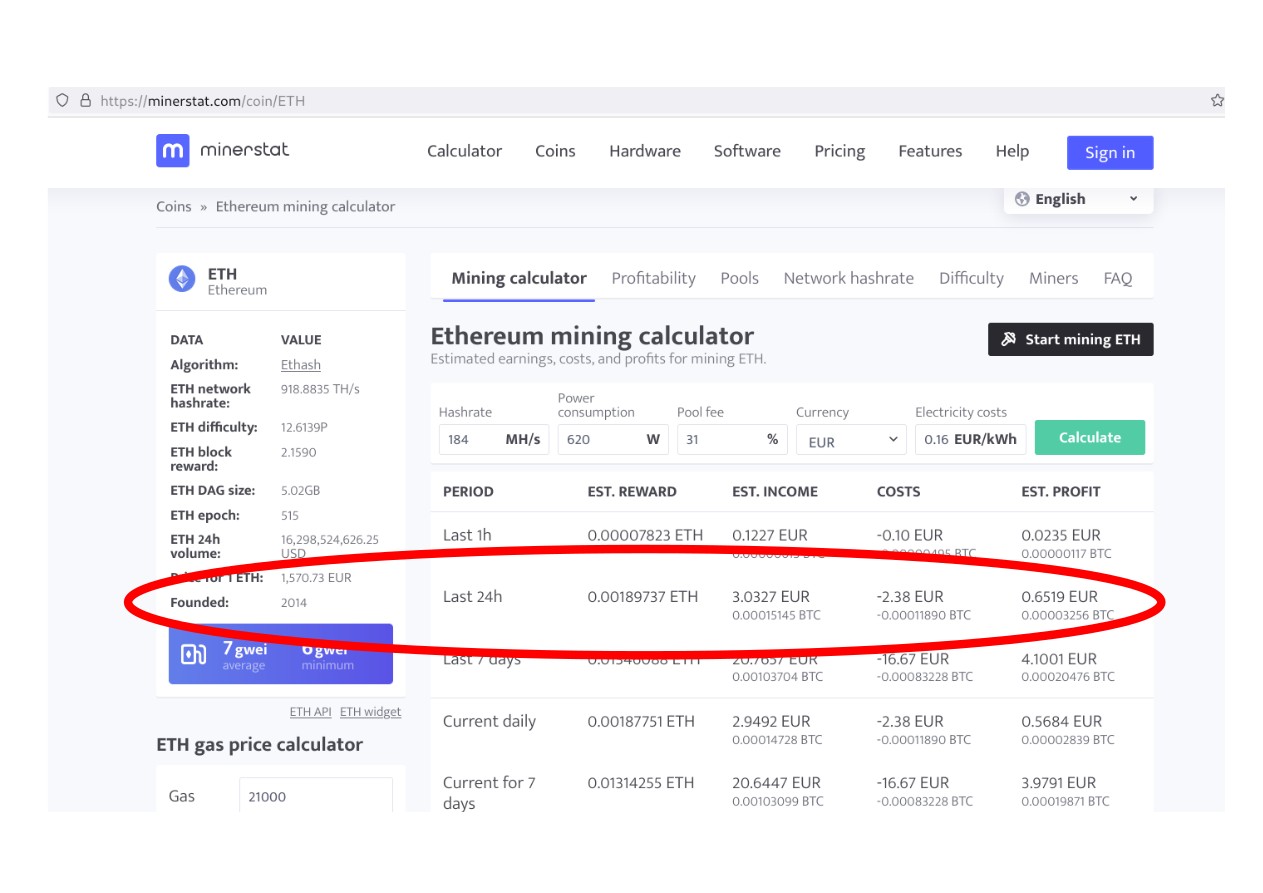 https://minerstat.com/coin/ETH
minerstat
Calculator Coins Hardware Software Pricing Features Help Sign in
Coins » Ethereum mining calculator
English
ETH
Ethereum
DATA VALUE
Algorithm: Ethash
ETH network hashrate: 918.8835 TH/s
ETH difficulty: 12.6139P
ETH block reward: 2.1590
ETH DAG size: 5.02GB
ETH epoch: 515
ETH 24h volume: 16,298,524,626.25 USD
Price for 1 ETH: 1,570.73 EUR
Founded: 2014
7 gwei 6 gwei
average minimum
ETH API ETH widget
ETH gas price calculator
Gas 21000
Mining calculator Profitability Pools Network hashrate Difficulty Miners FAQ
Ethereum mining calculator
Estimated earnings, costs, and profits for mining ETH.
Start mining ETH
Hashrate Power consumption Pool fee Currency Electricity costs
184 MH/s 620 W 31 % EUR 0.16 EUR/kWh Calculate
PERIOD EST. REWARD EST. INCOME COSTS EST. PROFIT
Last 1h 0.00007823 ETH 0.1227 EUR -0.10 EUR 0.0235 EUR
0.00000117 BTC
Last 24h 0.00189737 ETH 3.0327 EUR -2.38 EUR 0.6519 EUR
0.00015145 BTC -0.00011890 BTC 0.00003256 BTC
Last 7 days 0.01340088 ETH 20.7657 EUR -16.67 EUR 4.1001 EUR
0.00103704 BTC -0.00083228 BTC 0.00020476 BTC
Current daily 0.00187751 ETH 2.9492 EUR -2.38 EUR 0.5684 EUR
0.00014728 BTC -0.00011890 BTC 0.00002839 BTC
Current for 7 days 0.01314255 ETH 20.6447 EUR -16.67 EUR 3.9791 EUR
0.00103099 BTC -0.00083228 BTC 0.00019871 BTC